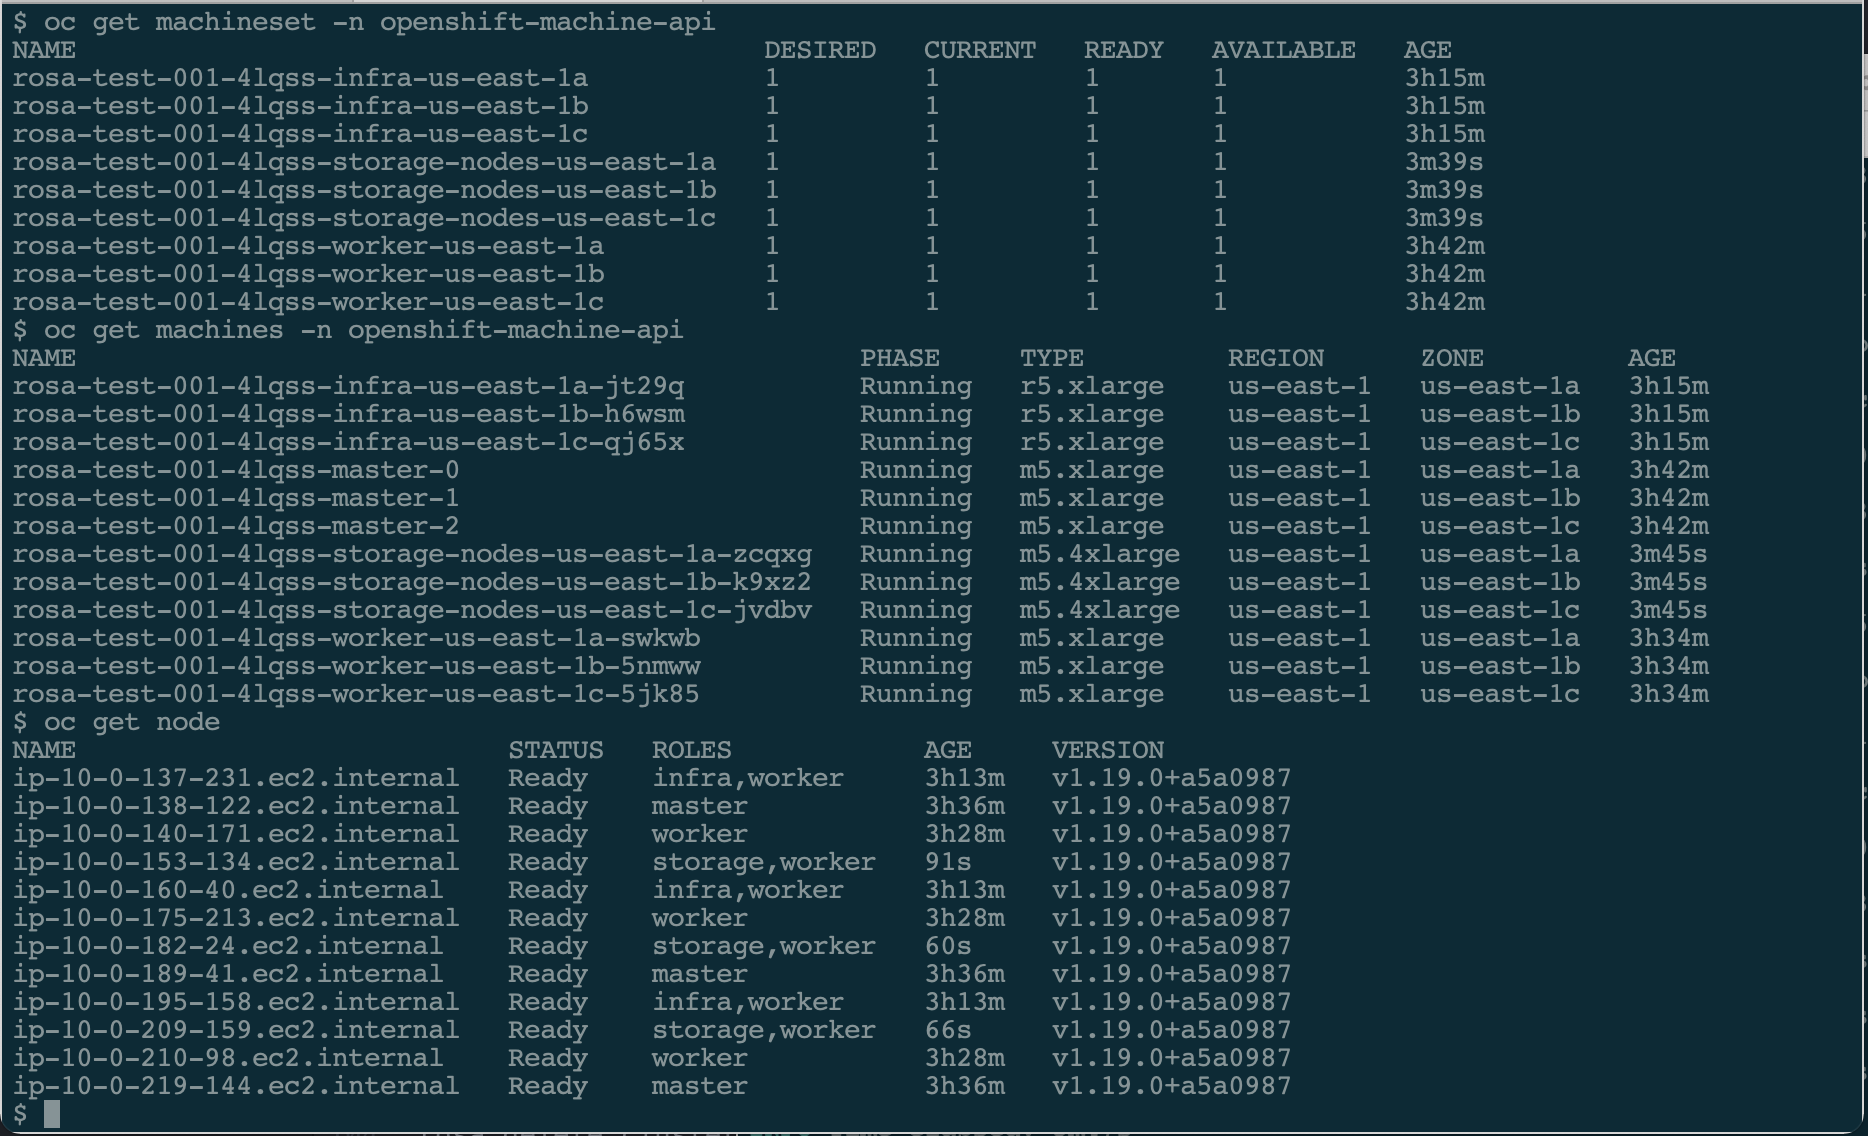 $ oc get machineset -n openshift-machine-api
NAME DESIRED CURRENT READY AVAILABLE AGE
rosa-test-001-4lqss-infra-us-east-1a 1 1 1 1 3h15m
rosa-test-001-4lqss-infra-us-east-1b 1 1 1 1 3h15m
rosa-test-001-4lqss-infra-us-east-1c 1 1 1 1 3h15m
rosa-test-001-4lqss-storage-nodes-us-east-1a 1 1 1 1 3m39s
rosa-test-001-4lqss-storage-nodes-us-east-1b 1 1 1 1 3m39s
rosa-test-001-4lqss-storage-nodes-us-east-1c 1 1 1 1 3m39s
rosa-test-001-4lqss-worker-us-east-1a 1 1 1 1 3h42m
rosa-test-001-4lqss-worker-us-east-1b 1 1 1 1 3h42m
rosa-test-001-4lqss-worker-us-east-1c 1 1 1 1 3h42m
$ oc get machines -n openshift-machine-api
NAME PHASE TYPE REGION ZONE AGE
rosa-test-001-4lqss-infra-us-east-1a-jt29q Running r5.xlarge us-east-1 us-east-1a 3h15m
rosa-test-001-4lqss-infra-us-east-1b-h6wsm Running r5.xlarge us-east-1 us-east-1b 3h15m
rosa-test-001-4lqss-infra-us-east-1c-qj65x Running r5.xlarge us-east-1 us-east-1c 3h15m
rosa-test-001-4lqss-master-0 Running m5.xlarge us-east-1 us-east-1a 3h42m
rosa-test-001-4lqss-master-1 Running m5.xlarge us-east-1 us-east-1b 3h42m
rosa-test-001-4lqss-master-2 Running m5.xlarge us-east-1 us-east-1c 3h42m
rosa-test-001-4lqss-storage-nodes-us-east-1a-zcqxg Running m5.4xlarge us-east-1 us-east-1a 3m45s
rosa-test-001-4lqss-storage-nodes-us-east-1b-k9xz2 Running m5.4xlarge us-east-1 us-east-1b 3m45s
rosa-test-001-4lqss-storage-nodes-us-east-1c-jvdbv Running m5.4xlarge us-east-1 us-east-1c 3m45s
rosa-test-001-4lqss-worker-us-east-1a-swkwb Running m5.xlarge us-east-1 us-east-1a 3h34m
rosa-test-001-4lqss-worker-us-east-1b-5nmww Running m5.xlarge us-east-1 us-east-1b 3h34m
rosa-test-001-4lqss-worker-us-east-1c-5jk85 Running m5.xlarge us-east-1 us-east-1c 3h34m
$ oc get node
NAME STATUS ROLES AGE VERSION
ip-10-0-137-231.ec2.internal Ready infra,worker 3h13m v1.19.0+a5a0987
ip-10-0-138-122.ec2.internal Ready master 3h36m v1.19.0+a5a0987
ip-10-0-140-171.ec2.internal Ready worker 3h28m v1.19.0+a5a0987
ip-10-0-153-134.ec2.internal Ready storage,worker 91s v1.19.0+a5a0987
ip-10-0-160-40.ec2.internal Ready infra,worker 3h13m v1.19.0+a5a0987
ip-10-0-175-213.ec2.internal Ready worker 3h28m v1.19.0+a5a0987
ip-10-0-182-24.ec2.internal Ready storage,worker 60s v1.19.0+a5a0987
ip-10-0-189-41.ec2.internal Ready master 3h36m v1.19.0+a5a0987
ip-10-0-195-158.ec2.internal Ready infra,worker 3h13m v1.19.0+a5a0987
ip-10-0-209-159.ec2.internal Ready storage,worker 66s v1.19.0+a5a0987
ip-10-0-210-98.ec2.internal Ready worker 3h28m v1.19.0+a5a0987
ip-10-0-219-144.ec2.internal Ready master 3h36m v1.19.0+a5a0987
$